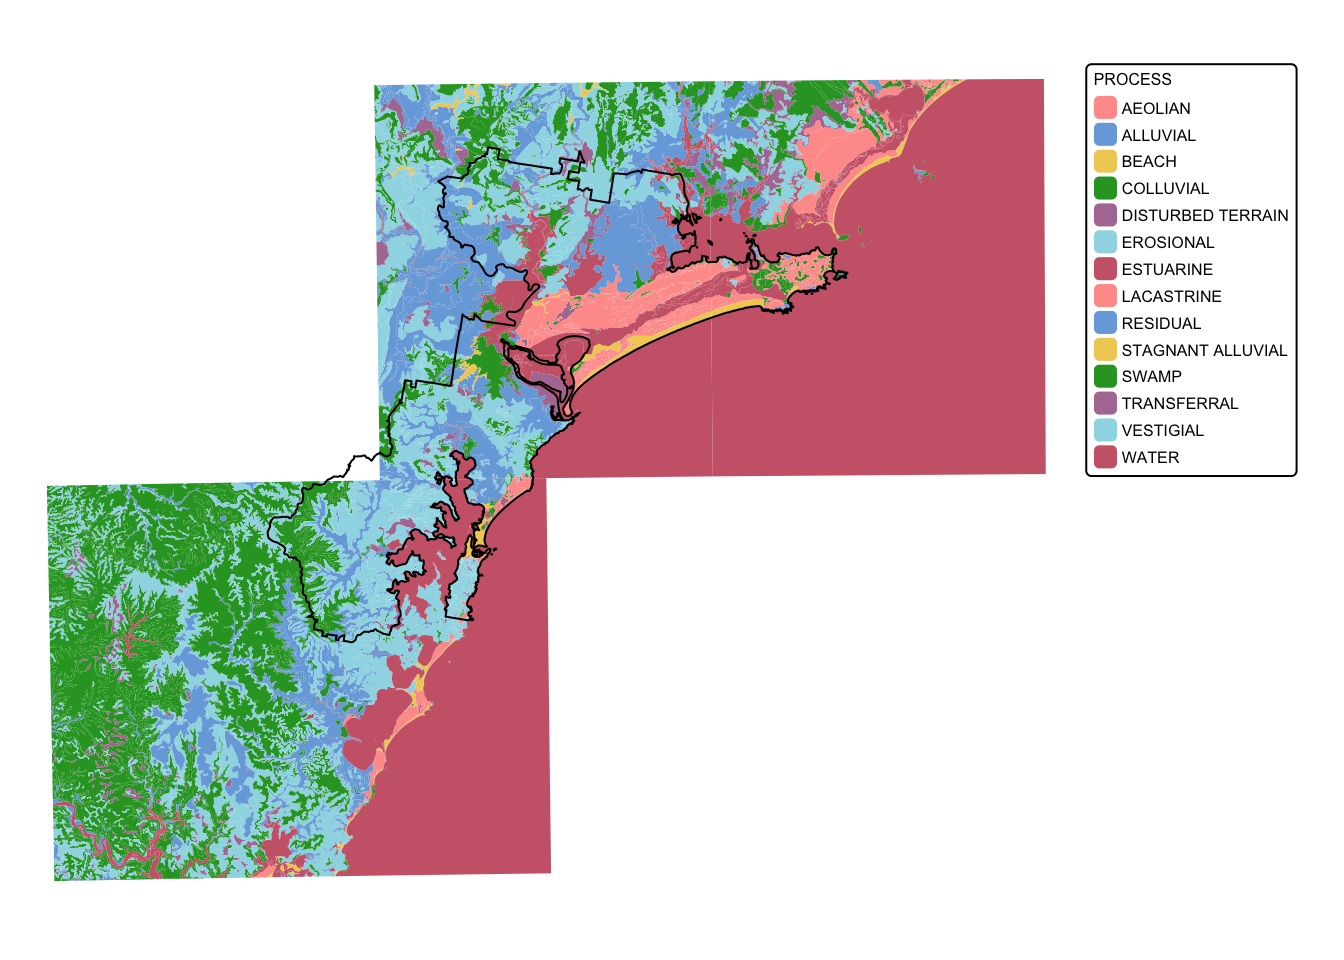 PROCESS
AEOLIAN
ALLUVIAL
BEACH
COLLUVIAL
DISTURBED TERRAIN
EROSIONAL
ESTUARINE
LACASTRINE
RESIDUAL
STAGNANT ALLUVIAL
SWAMP
TRANSFERRAL
VESTIGIAL
WATER